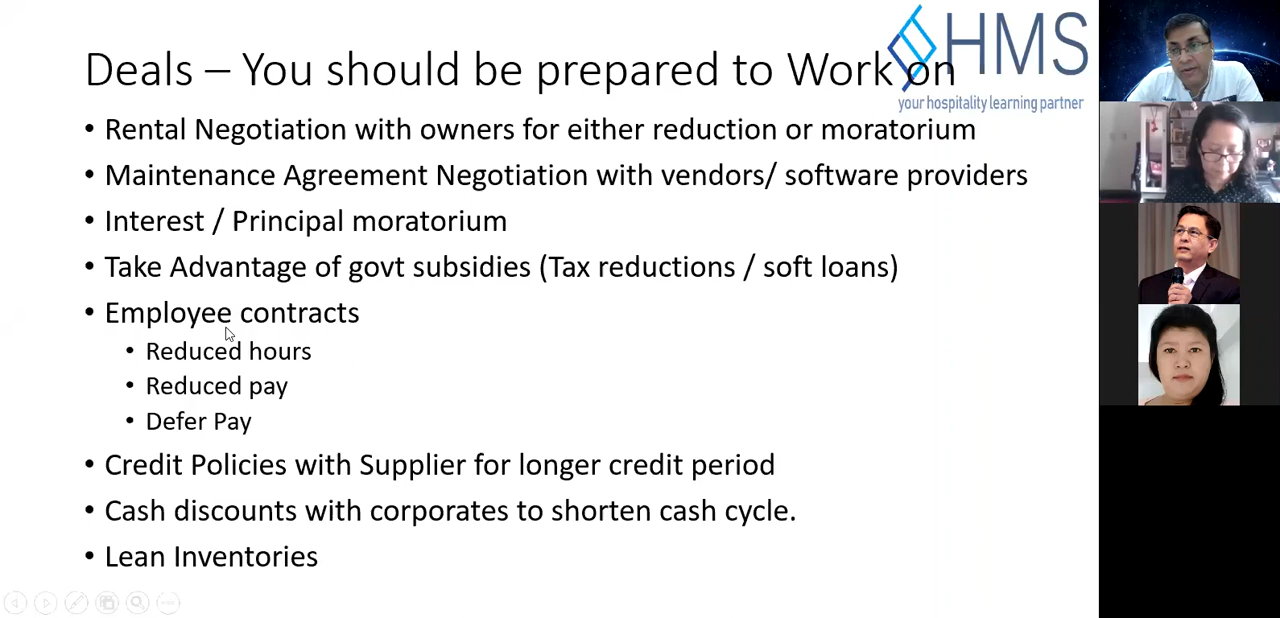 Deals – You should be prepared to Work on
HMS
your hospitality learning partner
• Rental Negotiation with owners for either reduction or moratorium
• Maintenance Agreement Negotiation with vendors/ software providers
• Interest / Principal moratorium
• Take Advantage of govt subsidies (Tax reductions / soft loans)
• Employee contracts
• Reduced hours
• Reduced pay
• Defer Pay
• Credit Policies with Supplier for longer credit period
• Cash discounts with corporates to shorten cash cycle.
• Lean Inventories